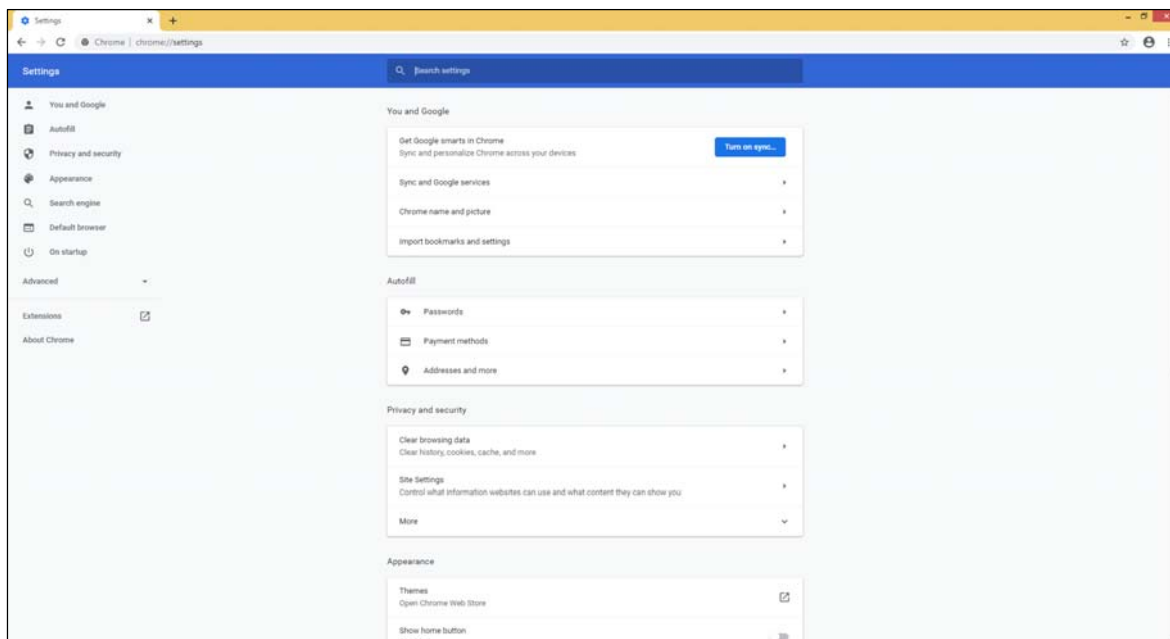 Settings
Chrome | chrome://settings
Settings
Search settings
You and Google
Autofill
Privacy and security
Appearance
Search engine
Default browser
On startup
Advanced
Extensions
About Chrome
You and Google
Get Google smarts in Chrome
Sync and personalize Chrome across your devices
Turn on sync...
Sync and Google services
Chrome name and picture
Import bookmarks and settings
Autofill
Passwords
Payment methods
Addresses and more
Privacy and security
Clear browsing data
Clear history, cookies, cache, and more
Site Settings
Control what information websites can use and what content they can show you
More
Appearance
Themes
Open Chrome Web Store
Show home button